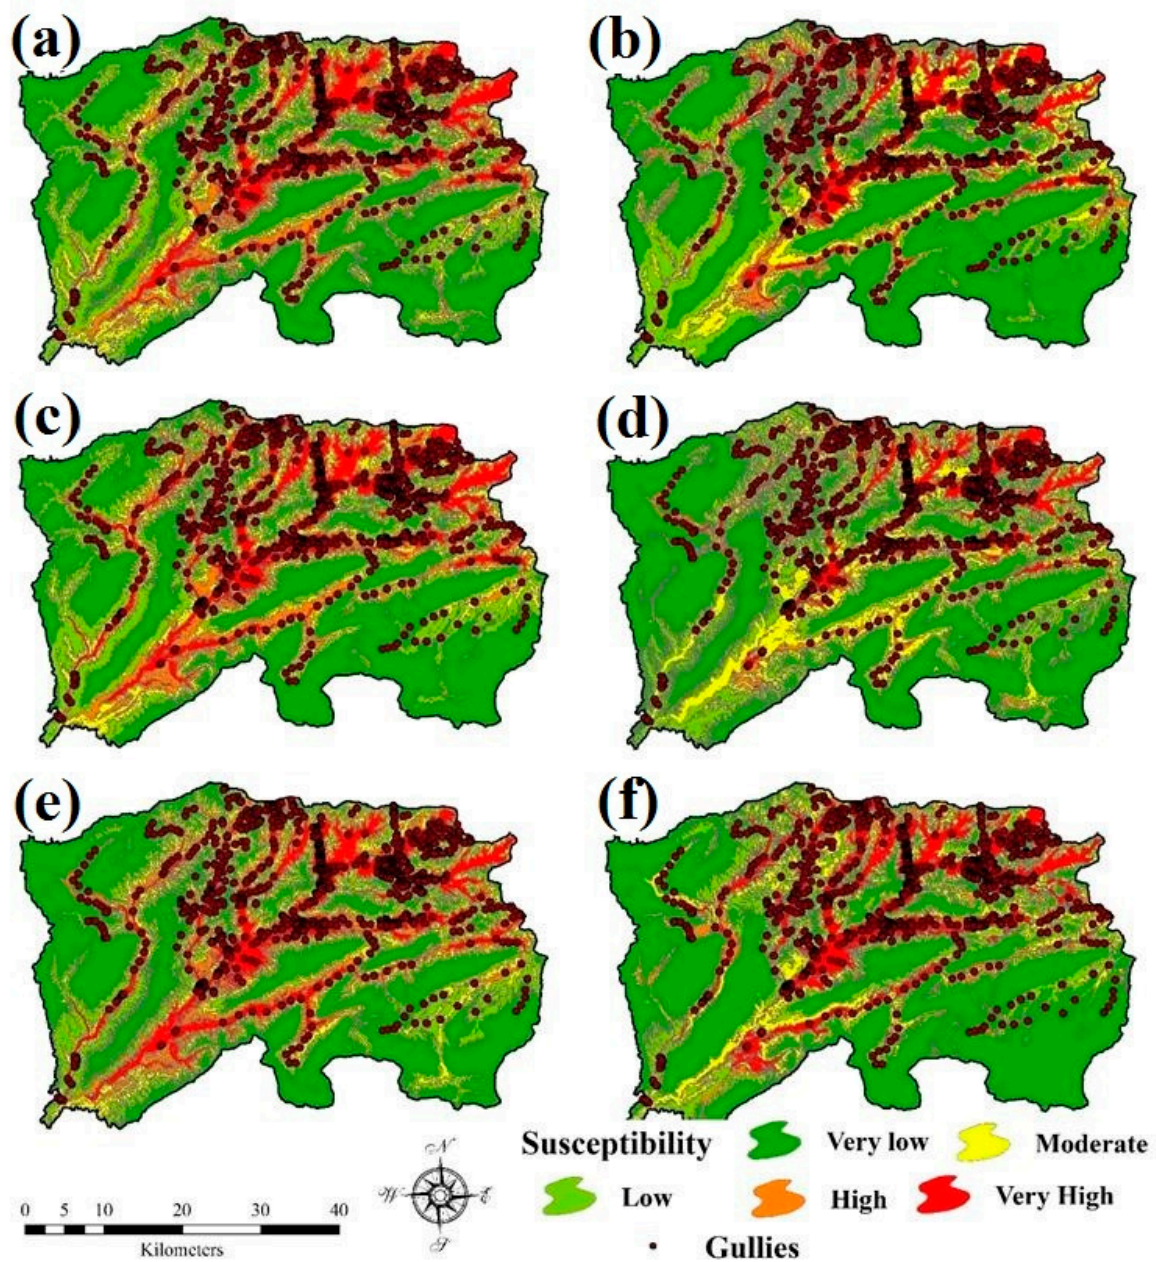 (a) (b)
(c) (d)
(e) (f)
Susceptibility Very low Moderate
Low High Very High
Gullies
N
W E
S
0 5 10 20 30 40
Kilometers